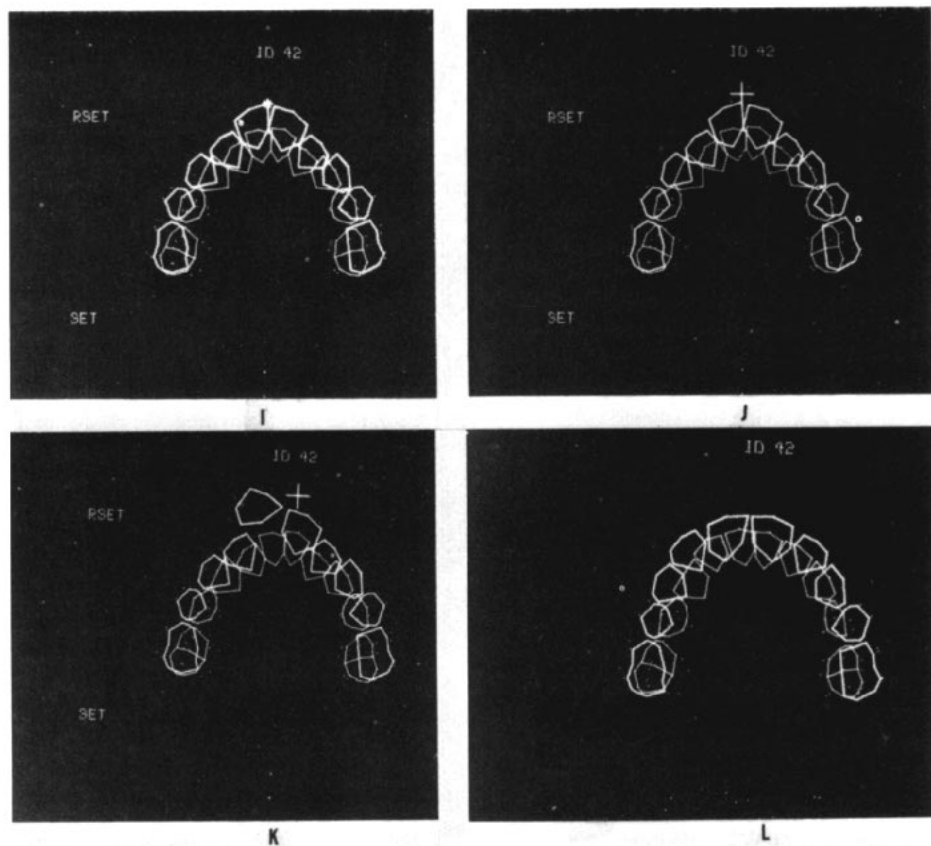 ID 42
RSET
SET
I
ID 42
RSET
SET
J
ID 42
RSET
SET
K
ID 42
L